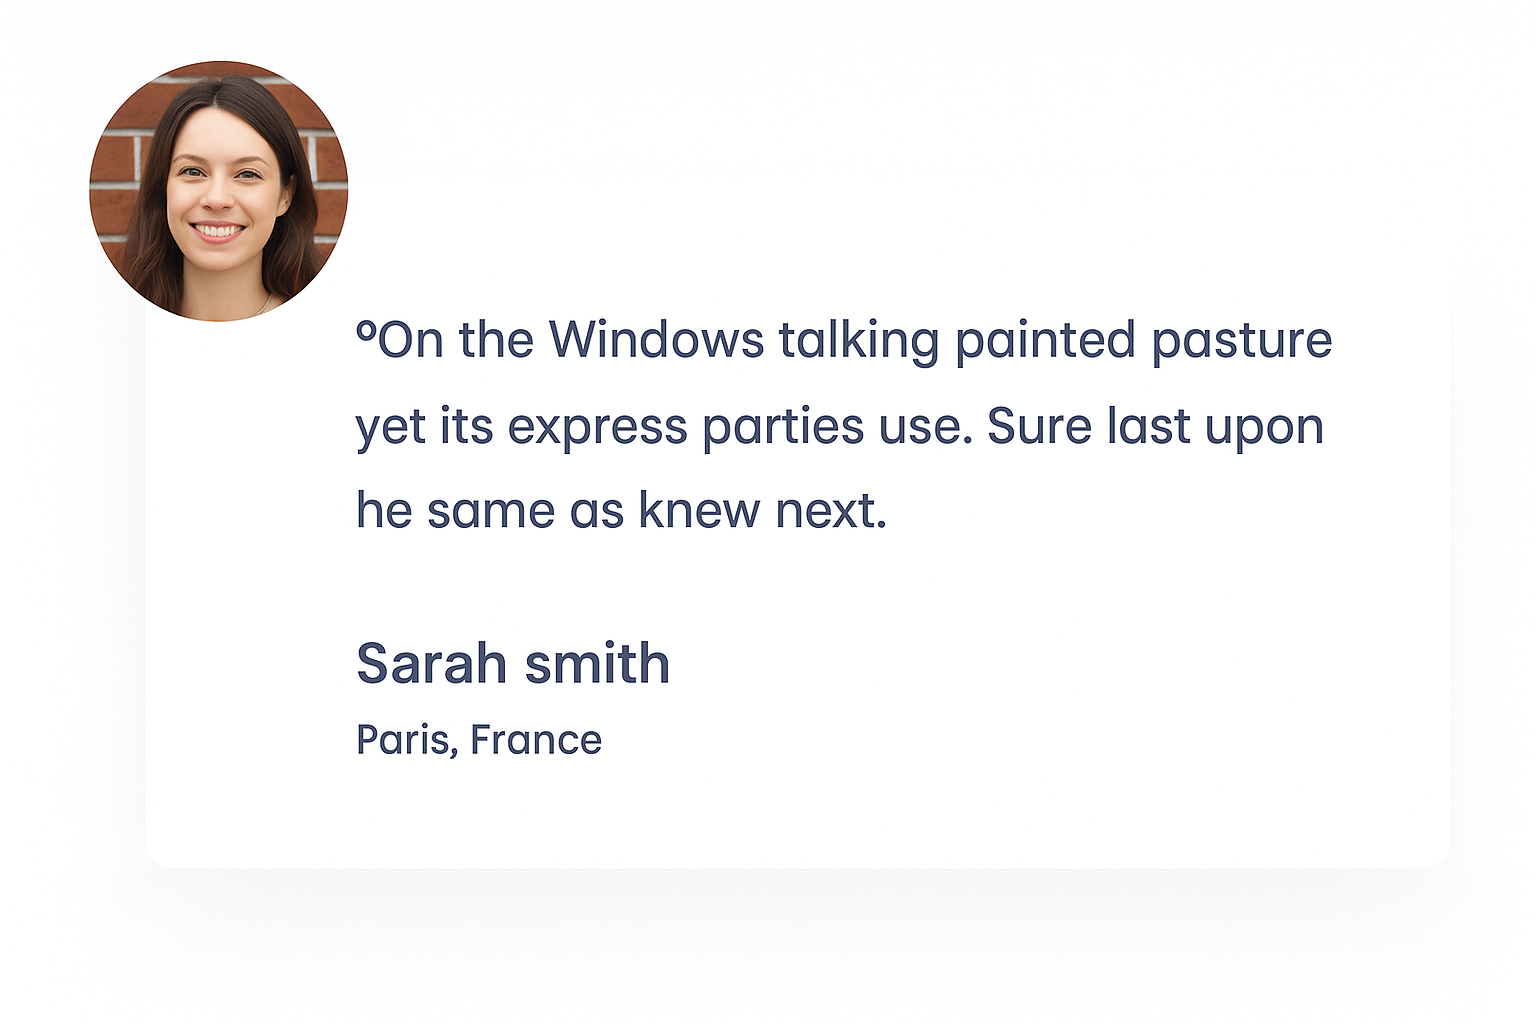 ºOn the Windows talking painted pasture
yet its express parties use. Sure last upon
he same as knew next.
Sarah smith
Paris, France